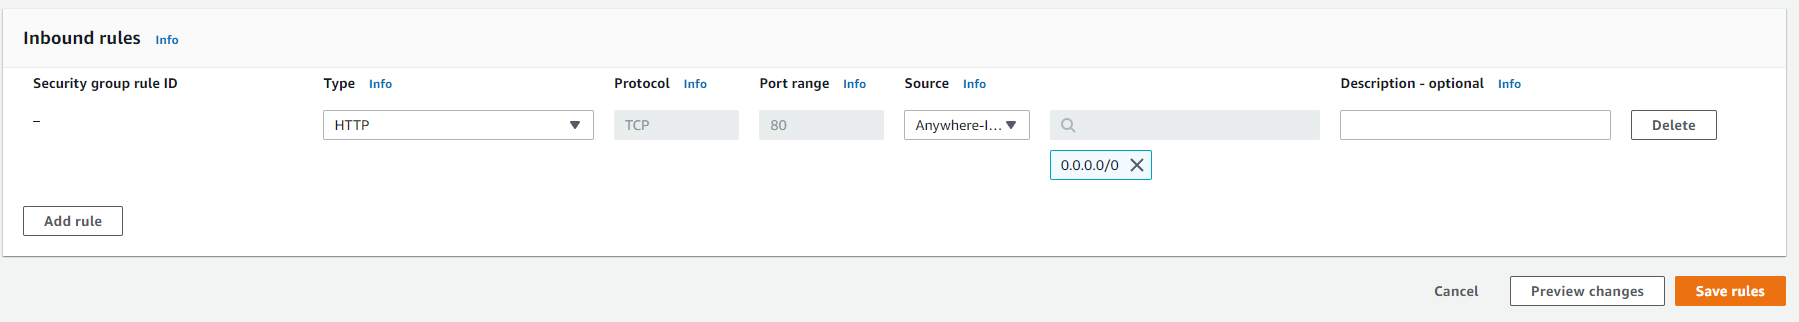 Inbound rules Info
Security group rule ID Type Info Protocol Info Port range Info Source Info Description - optional Info
– HTTP TCP 80 Anywhere-I... Delete
0.0.0.0/0
Add rule
Cancel Preview changes Save rules